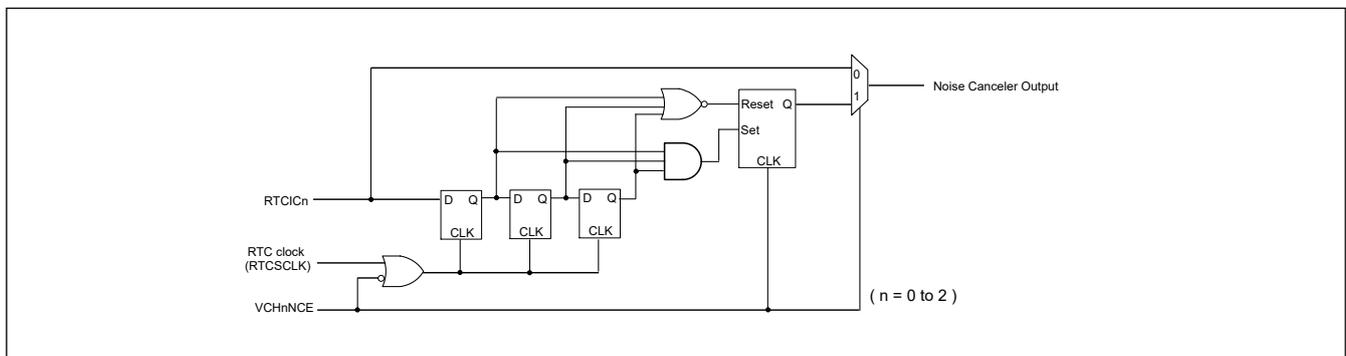 0
Noise Canceler Output
1
Reset Q
Set
CLK
RTCICn
D Q
CLK
D Q
CLK
D Q
CLK
RTC clock
(RTCSCLK)
VCHnNCE
( n = 0 to 2 )